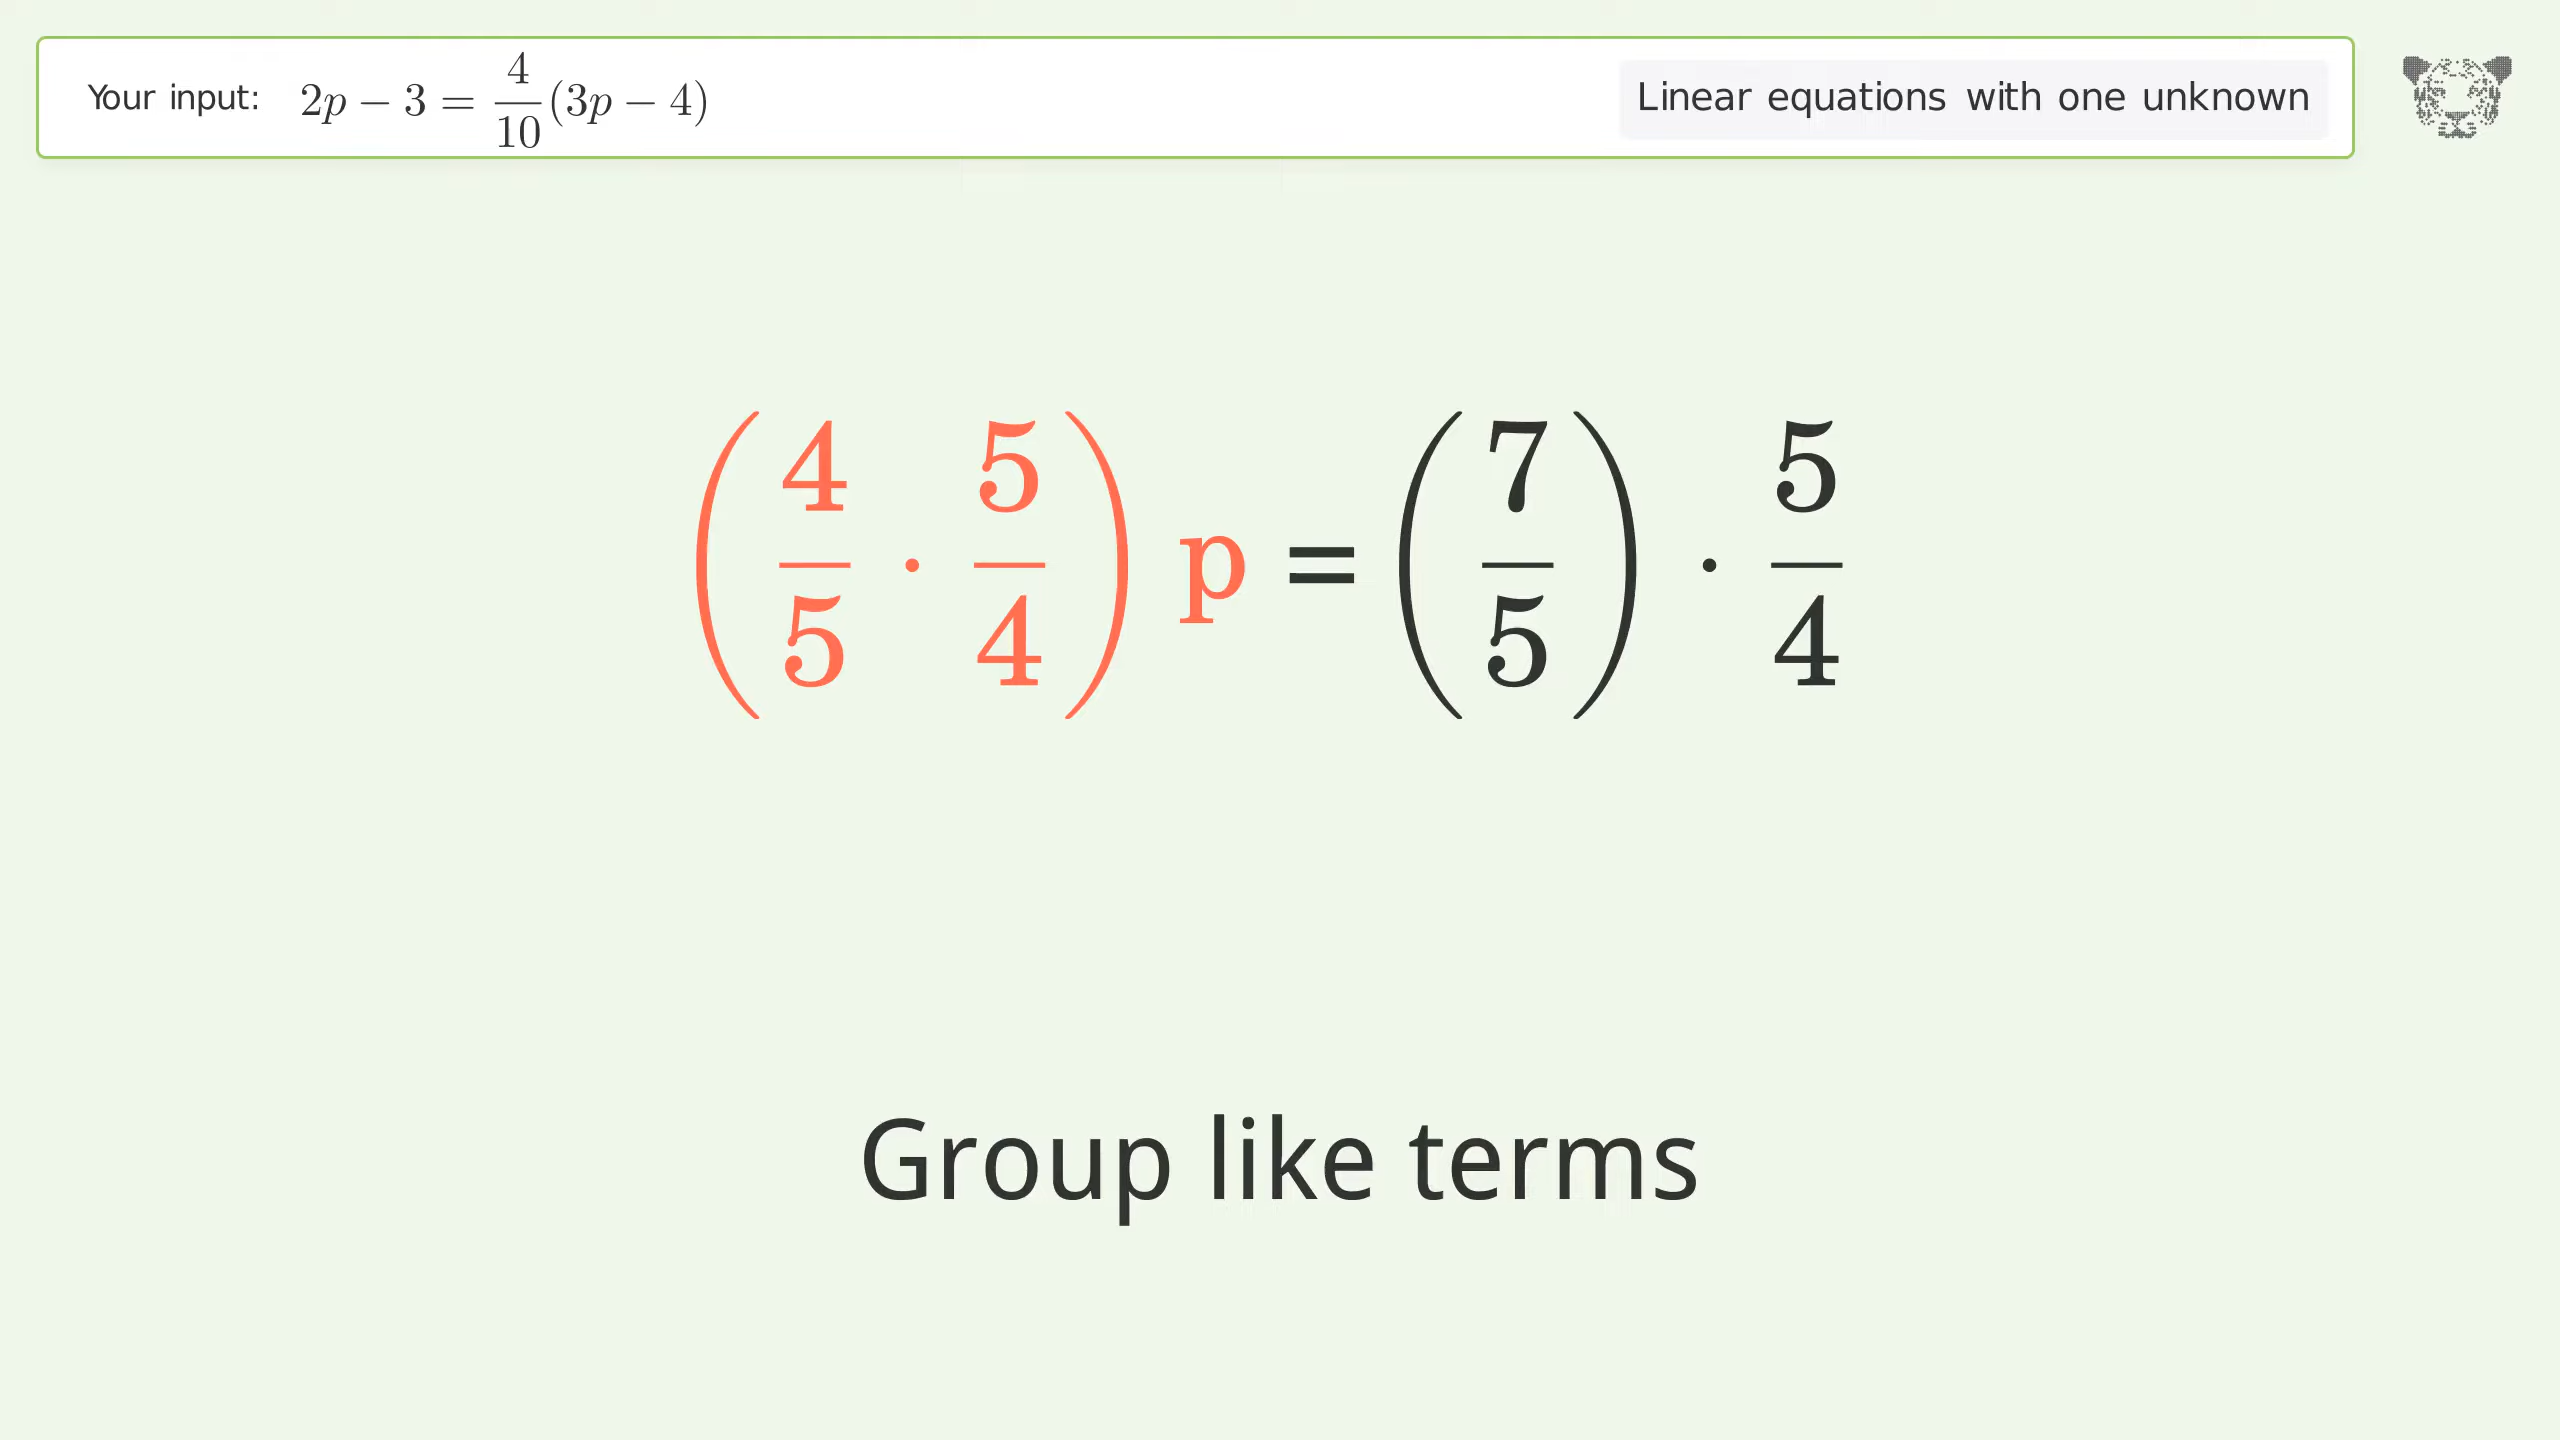 Your input: 2p − 3 = 4/10 (3p − 4)
Linear equations with one unknown
(4/5 · 5/4) p = (7/5) · 5/4
Group like terms